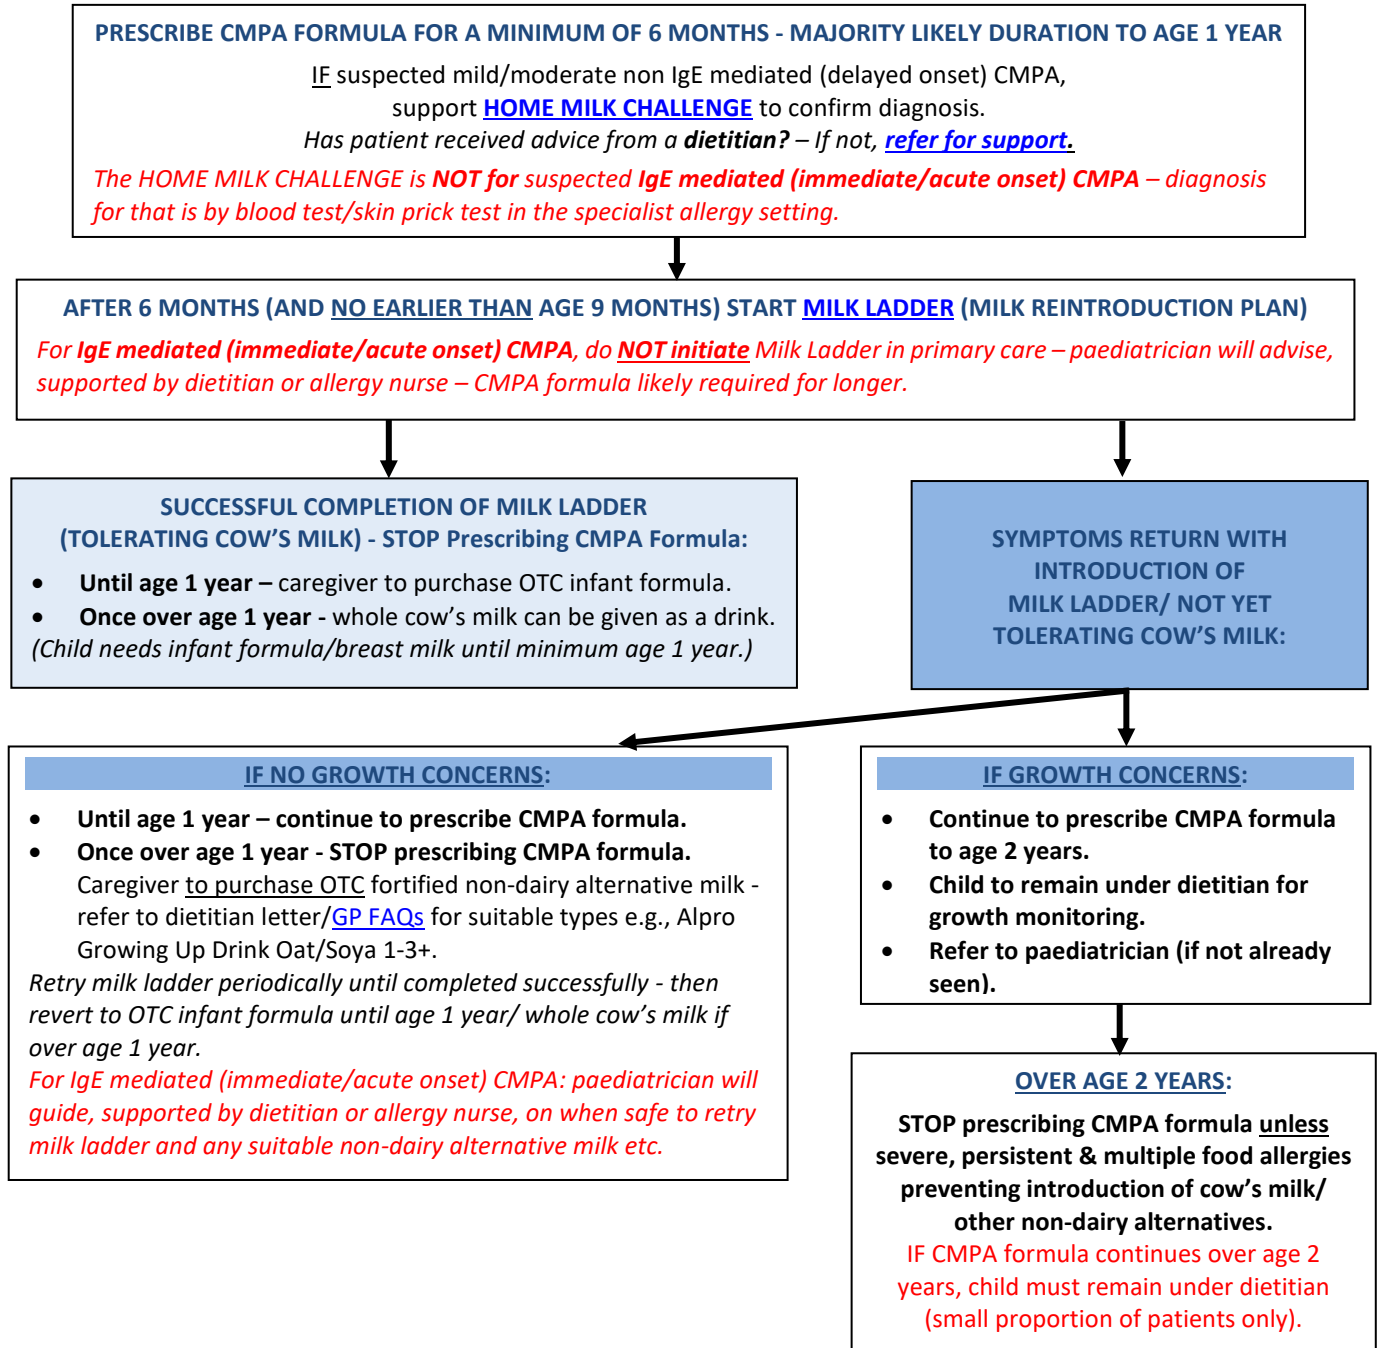 PRESCRIBE CMPA FORMULA FOR A MINIMUM OF 6 MONTHS - MAJORITY LIKELY DURATION TO AGE 1 YEAR
IF suspected mild/moderate non IgE mediated (delayed onset) CMPA,
support HOME MILK CHALLENGE to confirm diagnosis.
Has patient received advice from a dietitian? – If not, refer for support.
The HOME MILK CHALLENGE is NOT for suspected IgE mediated (immediate/acute onset) CMPA – diagnosis
for that is by blood test/skin prick test in the specialist allergy setting.
AFTER 6 MONTHS (AND NO EARLIER THAN AGE 9 MONTHS) START MILK LADDER (MILK REINTRODUCTION PLAN)
For IgE mediated (immediate/acute onset) CMPA, do NOT initiate Milk Ladder in primary care – paediatrician will advise,
supported by dietitian or allergy nurse – CMPA formula likely required for longer.
SUCCESSFUL COMPLETION OF MILK LADDER
(TOLERATING COW’S MILK) - STOP Prescribing CMPA Formula:
• Until age 1 year – caregiver to purchase OTC infant formula.
• Once over age 1 year - whole cow’s milk can be given as a drink.
(Child needs infant formula/breast milk until minimum age 1 year.)
SYMPTOMS RETURN WITH
INTRODUCTION OF
MILK LADDER/ NOT YET
TOLERATING COW’S MILK:
IF NO GROWTH CONCERNS:
• Until age 1 year – continue to prescribe CMPA formula.
• Once over age 1 year - STOP prescribing CMPA formula.
Caregiver to purchase OTC fortified non-dairy alternative milk -
refer to dietitian letter/GP FAQs for suitable types e.g., Alpro
Growing Up Drink Oat/Soya 1-3+.
Retry milk ladder periodically until completed successfully - then
revert to OTC infant formula until age 1 year/ whole cow’s milk if
over age 1 year.
For IgE mediated (immediate/acute onset) CMPA: paediatrician will
guide, supported by dietitian or allergy nurse, on when safe to retry
milk ladder and any suitable non-dairy alternative milk etc.
IF GROWTH CONCERNS:
• Continue to prescribe CMPA formula
to age 2 years.
• Child to remain under dietitian for
growth monitoring.
• Refer to paediatrician (if not already
seen).
OVER AGE 2 YEARS:
STOP prescribing CMPA formula unless
severe, persistent & multiple food allergies
preventing introduction of cow’s milk/
other non-dairy alternatives.
IF CMPA formula continues over age 2
years, child must remain under dietitian
(small proportion of patients only).